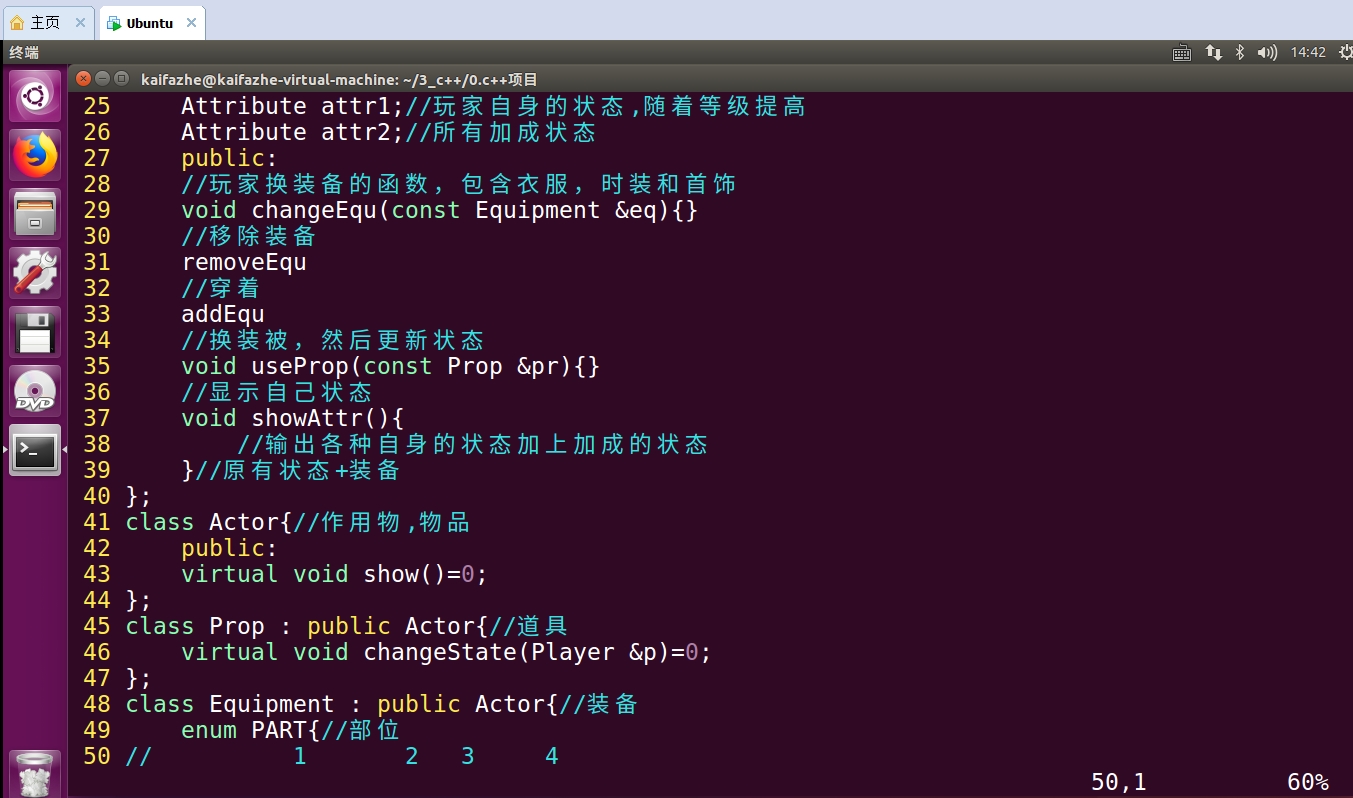 主页
Ubuntu
终端
14:42
kaifazhe@kaifazhe-virtual-machine: ~/3_c++/0.c++项目
25     Attribute attr1;//玩家自身的状态,随着等级提高
26     Attribute attr2;//所有加成状态
27     public:
28     //玩家换装备的函数，包含衣服，时装和首饰
29     void changeEqu(const Equipment &eq){}
30     //移除装备
31     removeEqu
32     //穿着
33     addEqu
34     //换装被，然后更新状态
35     void useProp(const Prop &pr){}
36     //显示自己状态
37     void showAttr(){
38         //输出各种自身的状态加上加成的状态
39     }//原有状态+装备
40 };
41 class Actor{//作用物,物品
42     public:
43     virtual void show()=0;
44 };
45 class Prop : public Actor{//道具
46     virtual void changeState(Player &p)=0;
47 };
48 class Equipment : public Actor{//装备
49     enum PART{//部位
50 //          1       2   3     4
50,1          60%
DVD